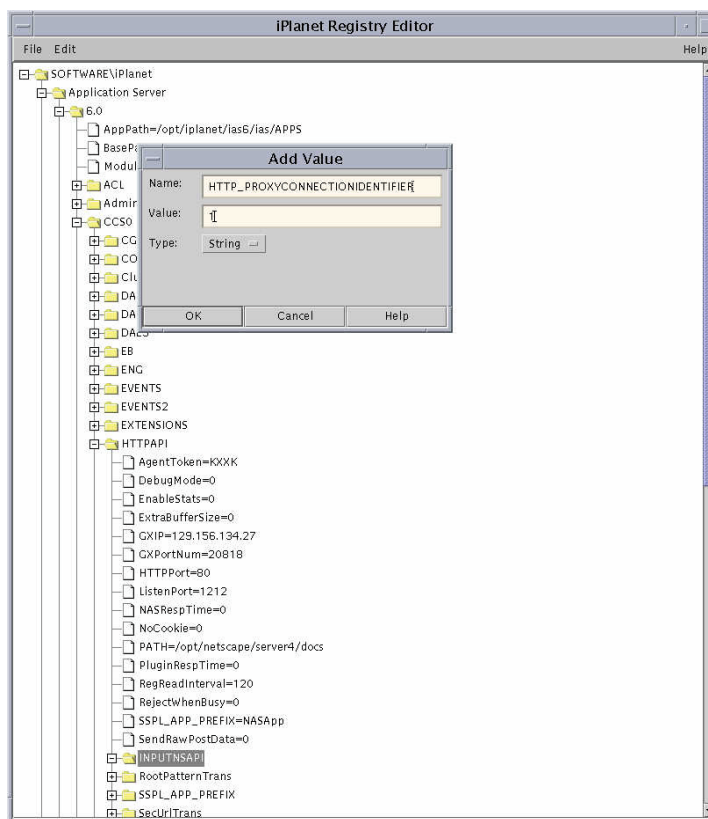 iPlanet Registry Editor
File Edit Help
SOFTWARE\iPlanet
Application Server
6.0
AppPath=/opt/iplanet/ias6/ias/APPS
Add Value
ACL
Name: HTTP_PROXYCONNECTIONIDENTIFIER
Value: 1
CCS0
Type: String
OK Cancel Help
EB
ENG
EVENTS
EVENTS2
EXTENSIONS
HTTPAPI
AgentToken=KXXK
DebugMode=0
EnableStats=0
ExtraBufferSize=0
GXIP=129.156.134.27
GXPortNum=20818
HTTPPort=80
ListenPort=1212
NASRespTime=0
NoCookie=0
PATH=/opt/netscape/server4/docs
PluginRespTime=0
RegReadInterval=120
RejectWhenBusy=0
SSPL_APP_PREFIX=NASApp
SendRawPostData=0
INPUTNSAPI
RootPatternTrans
SSPL_APP_PREFIX
SecUrlTrans